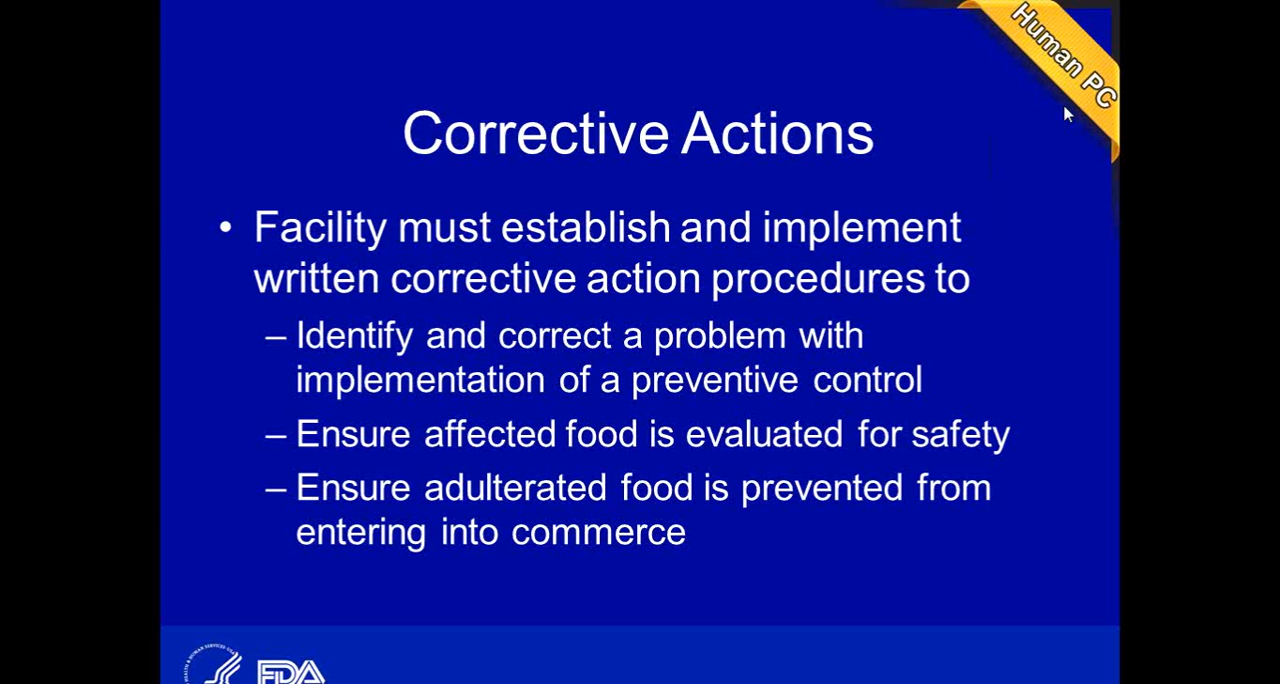 Human PC
Corrective Actions
• Facility must establish and implement
written corrective action procedures to
– Identify and correct a problem with
implementation of a preventive control
– Ensure affected food is evaluated for safety
– Ensure adulterated food is prevented from
entering into commerce
FDA